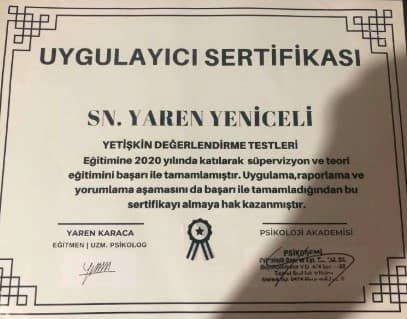 UYGULAYICI SERTİFİKASI
SN. YAREN YENİCELİ
YETİŞKİN DEĞERLENDİRME TESTLERİ
Eğitimine 2020 yılında katılarak süpervizyon ve teori
eğitimini başarı ile tamamlamıştır. Uygulama,raporlama ve
yorumlama aşamasını da başarı ile tamamladığından bu
sertifikayı almaya hak kazanmıştır.
YAREN KARACA
EĞİTMEN | UZM. PSİKOLOG
PSİKOLOJİ AKADEMİSİ
PSİKODEMİ